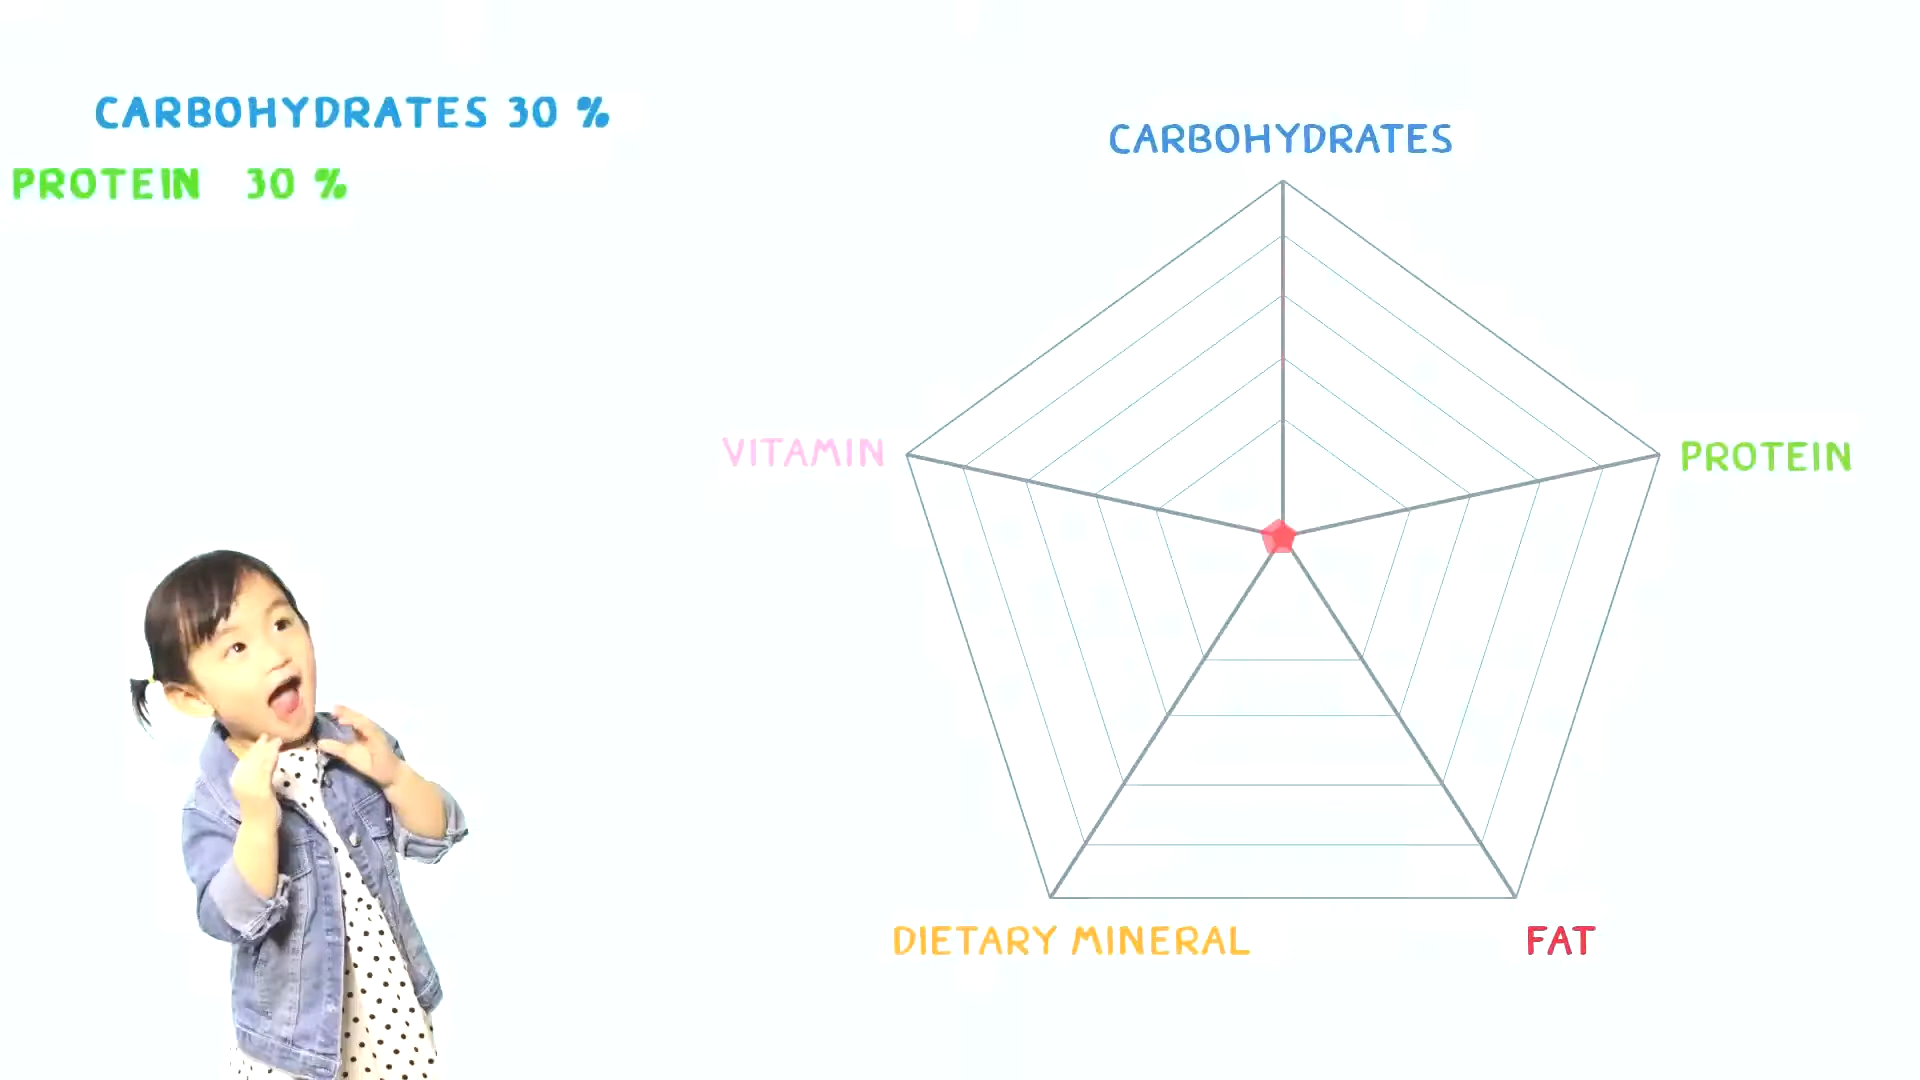 CARBOHYDRATES 30 %
PROTEIN 30 %
CARBOHYDRATES
VITAMIN
PROTEIN
DIETARY MINERAL
FAT